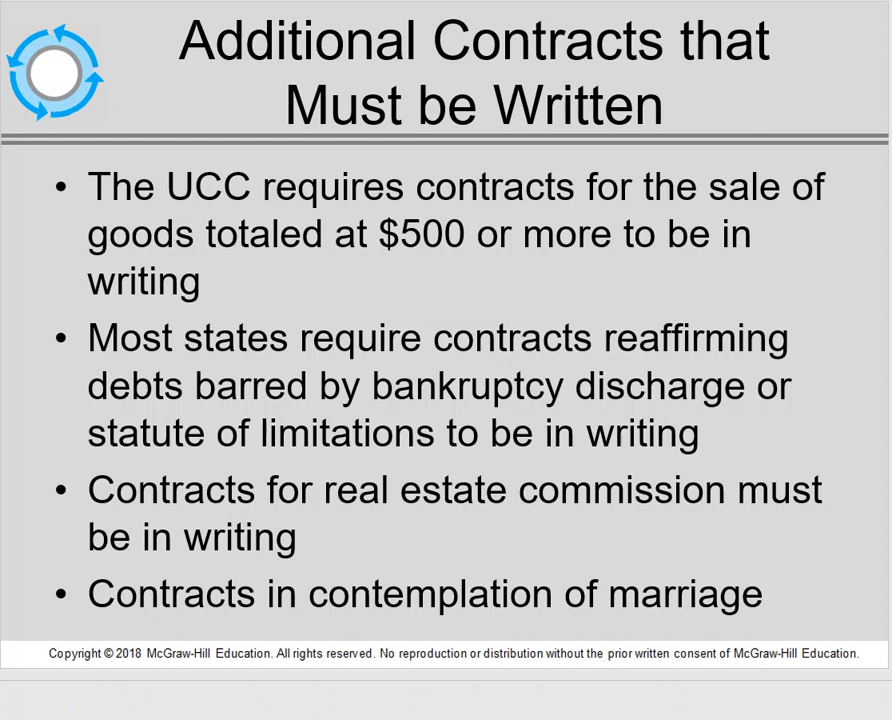 Additional Contracts that
Must be Written
• The UCC requires contracts for the sale of
goods totaled at $500 or more to be in
writing
• Most states require contracts reaffirming
debts barred by bankruptcy discharge or
statute of limitations to be in writing
• Contracts for real estate commission must
be in writing
• Contracts in contemplation of marriage
Copyright © 2018 McGraw-Hill Education. All rights reserved. No reproduction or distribution without the prior written consent of McGraw-Hill Education.